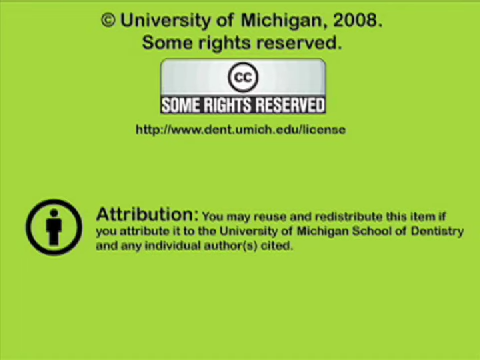 © University of Michigan, 2008.
Some rights reserved.
cc
SOME RIGHTS RESERVED
http://www.dent.umich.edu/license
Attribution: You may reuse and redistribute this item if
you attribute it to the University of Michigan School of Dentistry
and any individual author(s) cited.